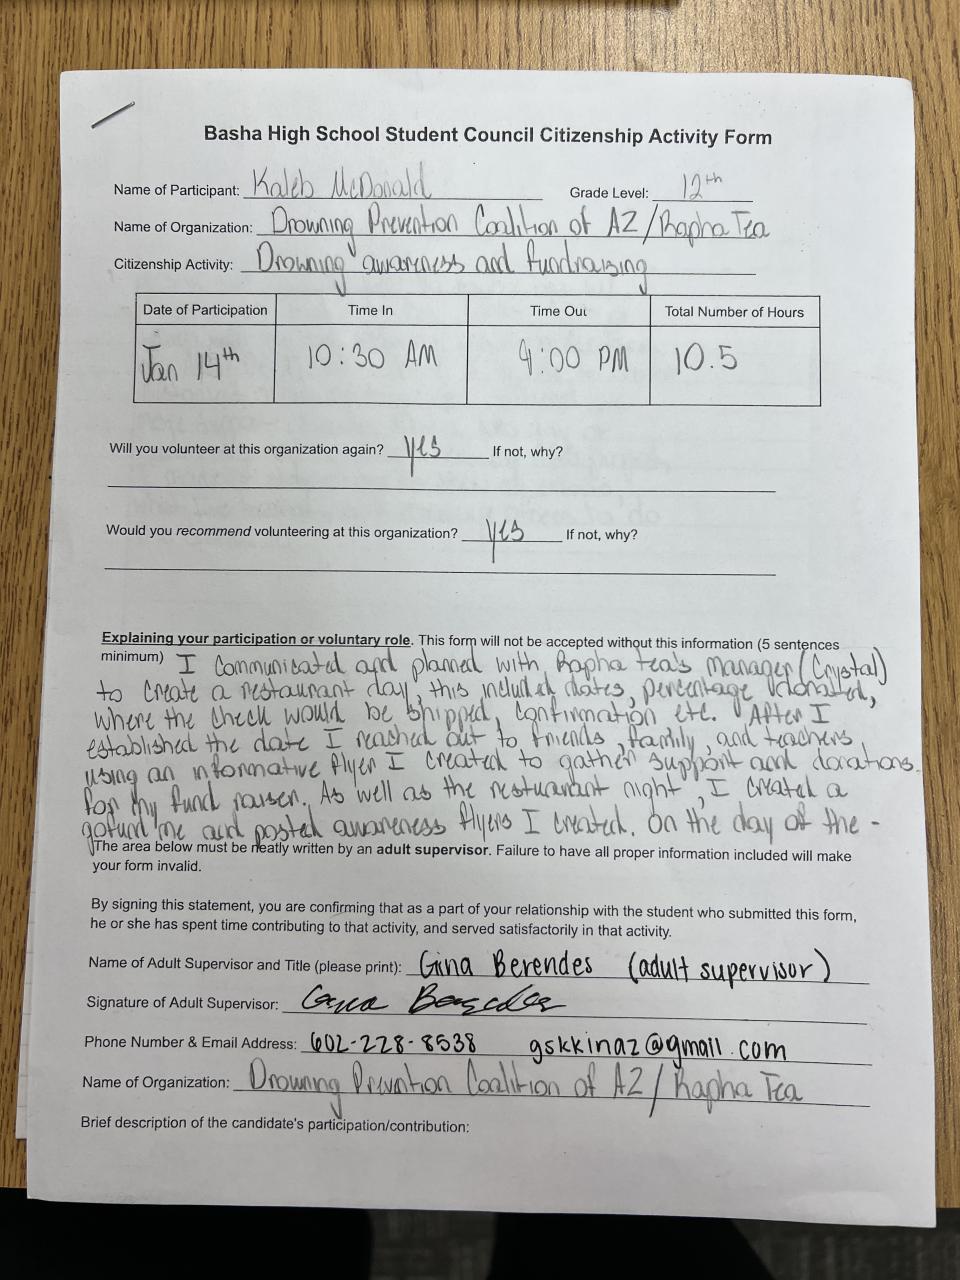 Basha High School Student Council Citizenship Activity Form
Name of Participant: Kaleb McDonald Grade Level: 12th
Name of Organization: Drowning Prevention Coalition of AZ/Rapha Tea
Citizenship Activity: Drowning awareness and fundraising
Date of Participation Time In Time Out Total Number of Hours
Jan 14th 10:30 AM 9:00 PM 10.5
Will you volunteer at this organization again? yes If not, why?
Would you recommend volunteering at this organization? yes If not, why?
Explaining your participation or voluntary role. This form will not be accepted without this information (5 sentences
minimum) I communicated and planned with Rapha tea's manager (Crystal)
to create a restaurant day, this included dates, percentage donated,
where the check would be shipped, confirmation etc. After I
established the date I reached out to friends, family, and teachers
using an informative flyer I created to gather support and donations
for my fund raiser. As well as the resturant night, I created a
gofund me and posted awareness flyers I created. On the day of the -
The area below must be neatly written by an adult supervisor. Failure to have all proper information included will make
your form invalid.
By signing this statement, you are confirming that as a part of your relationship with the student who submitted this form,
he or she has spent time contributing to that activity, and served satisfactorily in that activity.
Name of Adult Supervisor and Title (please print): Gina Berendes (adult supervisor)
Signature of Adult Supervisor: Gina Berendes
Phone Number & Email Address: 602-228-8538 gskkinaz@gmail.com
Name of Organization: Drowning Prevention Coalition of AZ/Rapha Tea
Brief description of the candidate's participation/contribution: